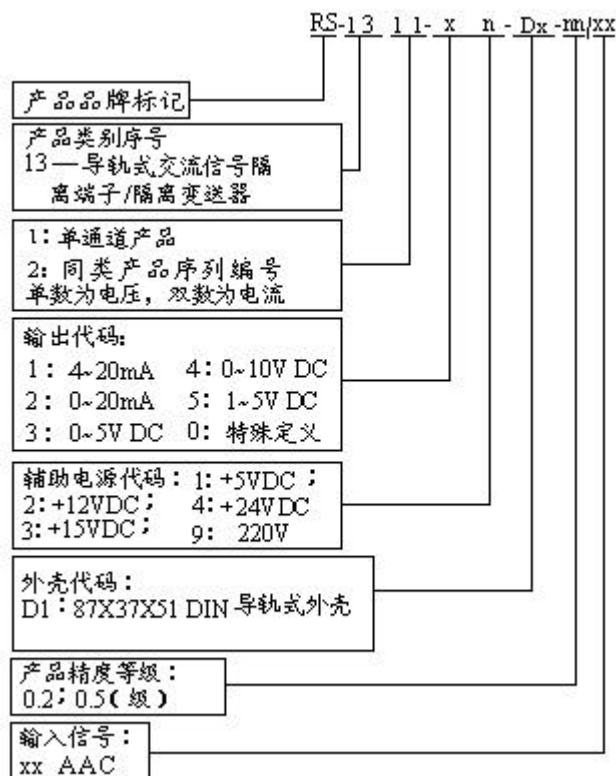 RS-13 11- x n - Dx -nn/xx
产品品牌标记
产品类别序号
13—导轨式交流信号隔
离端子/隔离变送器
1：单通道产品
2：同类产品序列编号
单数为电压，双数为电流
输出代码：
1：4~20mA 4：0~10V DC
2：0~20mA 5：1~5V DC
3：0~5V DC 0：特殊定义
辅助电源代码：1：+5VDC；
2：+12VDC； 4：+24VDC
3：+15VDC； 9： 220V
外壳代码：
D1：87X37X51 DIN 导轨式外壳
产品精度等级：
0.2；0.5（级）
输入信号：
xx AAC